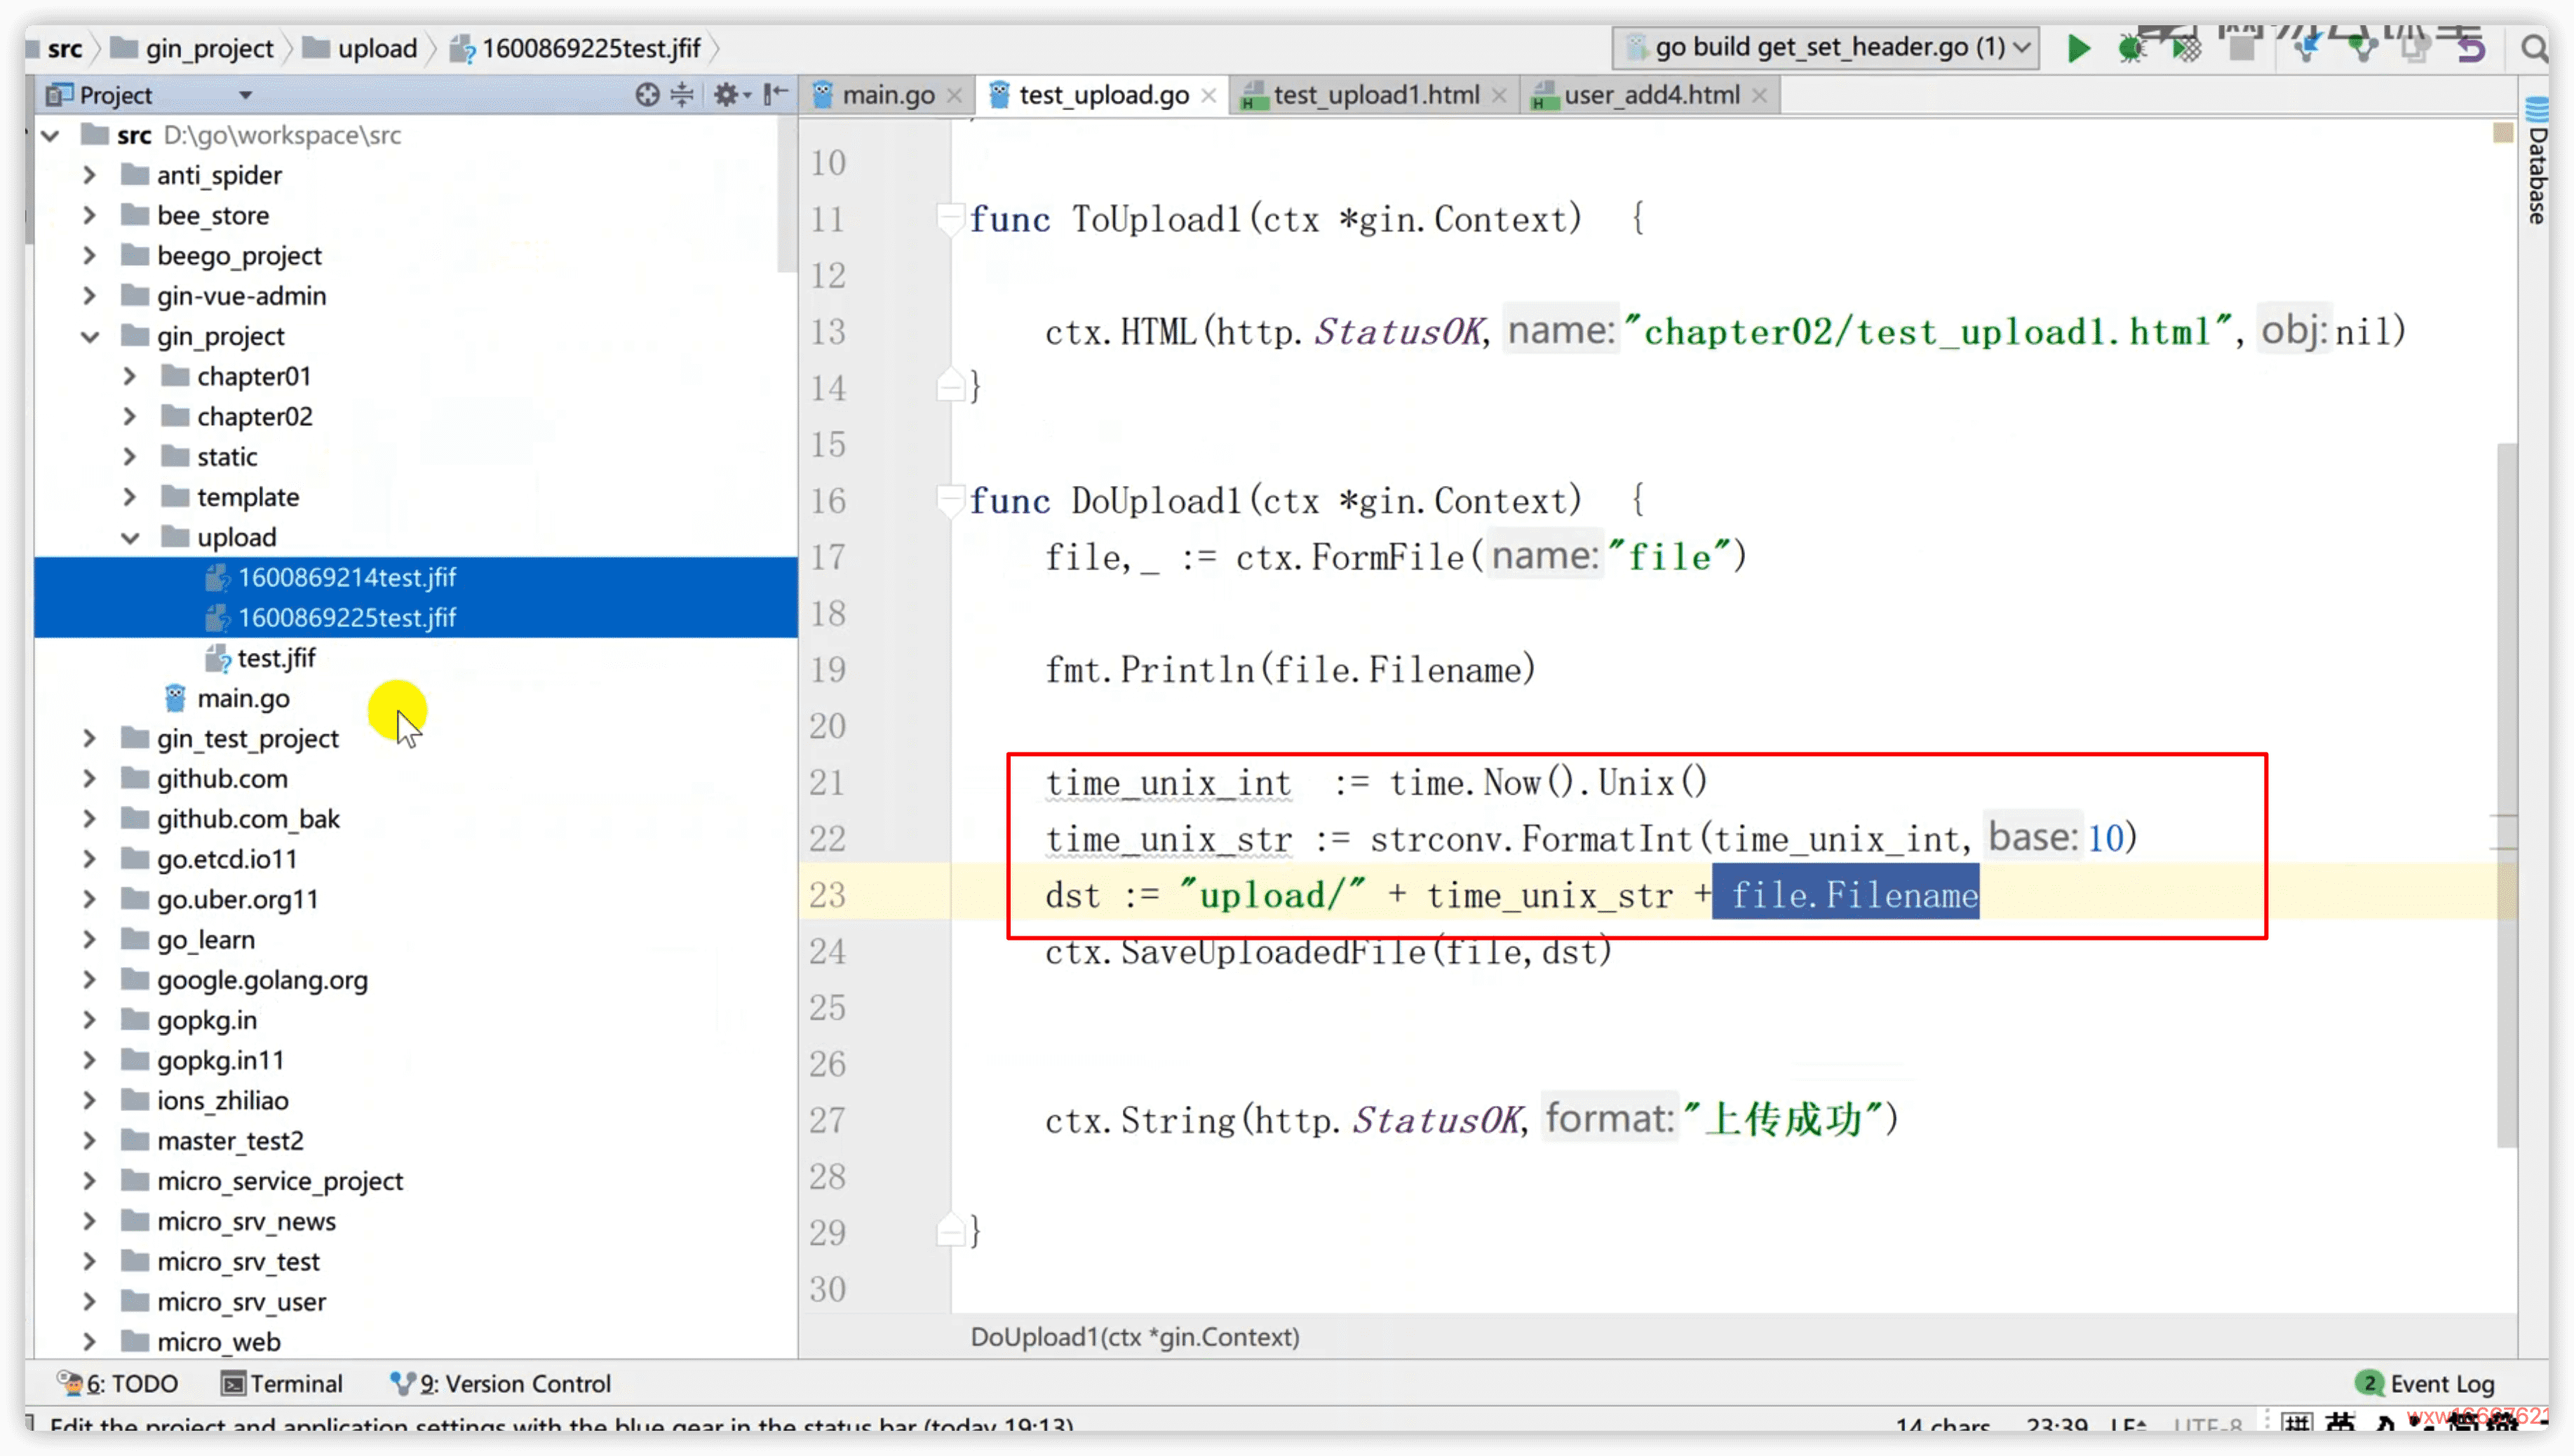 src gin_project upload 1600869225test.jfif
go build get_set_header.go (1)
Project
main.go test_upload.go test_upload1.html user_add4.html
Database
src D:\go\workspace\src
anti_spider
bee_store
beego_project
gin-vue-admin
gin_project
chapter01
chapter02
static
template
upload
1600869214test.jfif
1600869225test.jfif
test.jfif
main.go
gin_test_project
github.com
github.com_bak
go.etcd.io11
go.uber.org11
go_learn
google.golang.org
gopkg.in
gopkg.in11
ions_zhiliao
master_test2
micro_service_project
micro_srv_news
micro_srv_test
micro_srv_user
micro_web
10
11 func ToUpload1(ctx *gin.Context) {
12
13 ctx.HTML(http.StatusOK, name: "chapter02/test_upload1.html", obj: nil)
14 }
15
16 func DoUpload1(ctx *gin.Context) {
17 file,_ := ctx.FormFile( name: "file")
18
19 fmt.Println(file.Filename)
20
21 time_unix_int := time.Now().Unix()
22 time_unix_str := strconv.FormatInt(time_unix_int, base: 10)
23 dst := "upload/" + time_unix_str + file.Filename
24 ctx.SaveUploadedFile(file,dst)
25
26
27 ctx.String(http.StatusOK, format: "上传成功")
28
29 }
30
DoUpload1(ctx *gin.Context)
6: TODO Terminal 9: Version Control 2 Event Log
Edit the project and application settings with the blue gear in the status bar (today 19:13) 14 chars 23:39 LF UTF-8 拼 英